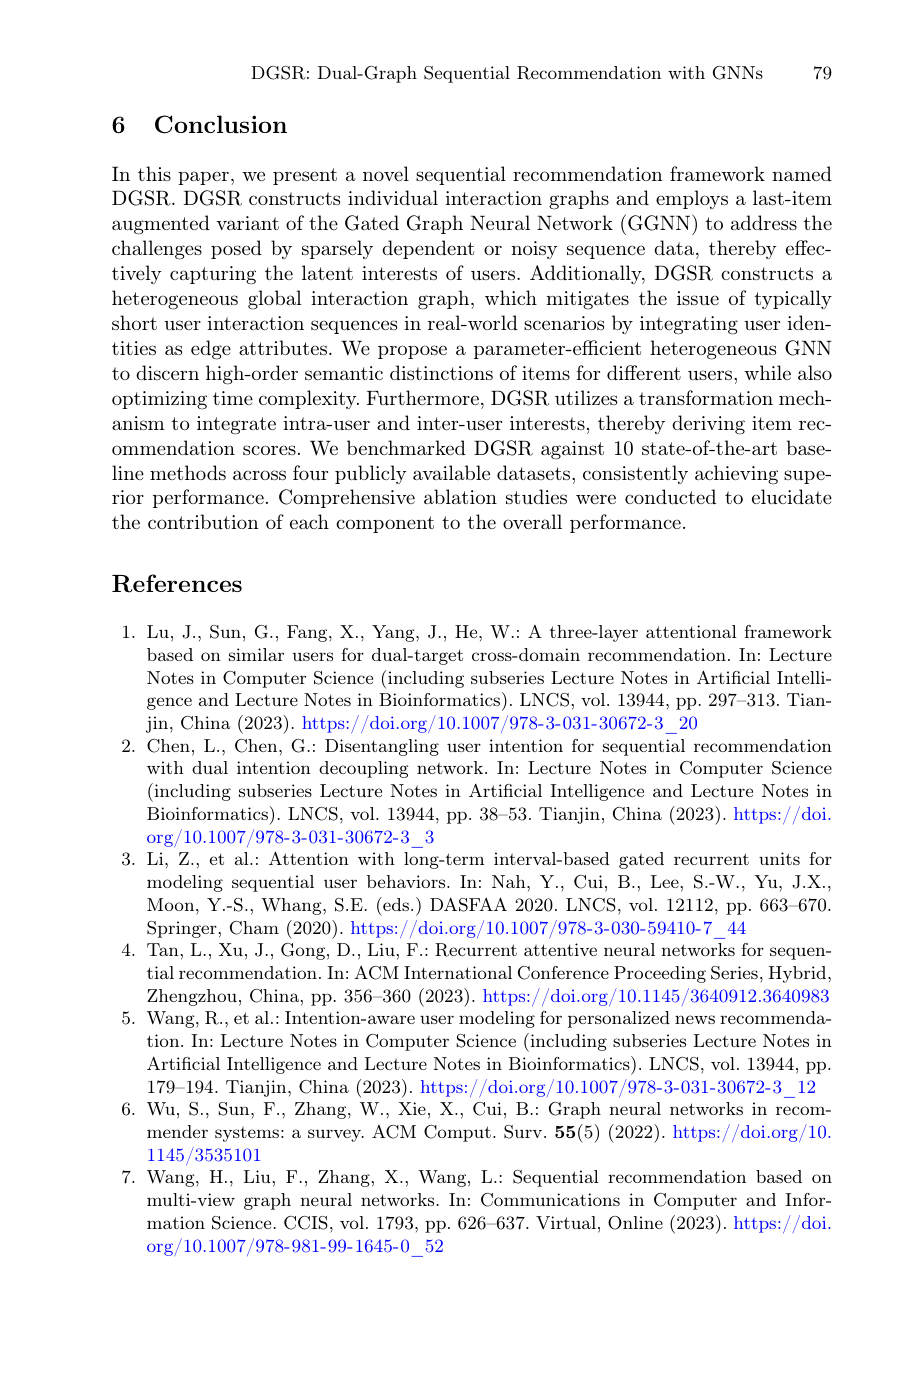 DGSR: Dual-Graph Sequential Recommendation with GNNs 79
6 Conclusion
In this paper, we present a novel sequential recommendation framework named
DGSR. DGSR constructs individual interaction graphs and employs a last-item
augmented variant of the Gated Graph Neural Network (GGNN) to address the
challenges posed by sparsely dependent or noisy sequence data, thereby effec-
tively capturing the latent interests of users. Additionally, DGSR constructs a
heterogeneous global interaction graph, which mitigates the issue of typically
short user interaction sequences in real-world scenarios by integrating user iden-
tities as edge attributes. We propose a parameter-efficient heterogeneous GNN
to discern high-order semantic distinctions of items for different users, while also
optimizing time complexity. Furthermore, DGSR utilizes a transformation mech-
anism to integrate intra-user and inter-user interests, thereby deriving item rec-
ommendation scores. We benchmarked DGSR against 10 state-of-the-art base-
line methods across four publicly available datasets, consistently achieving supe-
rior performance. Comprehensive ablation studies were conducted to elucidate
the contribution of each component to the overall performance.
References
1. Lu, J., Sun, G., Fang, X., Yang, J., He, W.: A three-layer attentional framework
based on similar users for dual-target cross-domain recommendation. In: Lecture
Notes in Computer Science (including subseries Lecture Notes in Artificial Intelli-
gence and Lecture Notes in Bioinformatics). LNCS, vol. 13944, pp. 297–313. Tian-
jin, China (2023). https://doi.org/10.1007/978-3-031-30672-3_20
2. Chen, L., Chen, G.: Disentangling user intention for sequential recommendation
with dual intention decoupling network. In: Lecture Notes in Computer Science
(including subseries Lecture Notes in Artificial Intelligence and Lecture Notes in
Bioinformatics). LNCS, vol. 13944, pp. 38–53. Tianjin, China (2023). https://doi.
org/10.1007/978-3-031-30672-3_3
3. Li, Z., et al.: Attention with long-term interval-based gated recurrent units for
modeling sequential user behaviors. In: Nah, Y., Cui, B., Lee, S.-W., Yu, J.X.,
Moon, Y.-S., Whang, S.E. (eds.) DASFAA 2020. LNCS, vol. 12112, pp. 663–670.
Springer, Cham (2020). https://doi.org/10.1007/978-3-030-59410-7_44
4. Tan, L., Xu, J., Gong, D., Liu, F.: Recurrent attentive neural networks for sequen-
tial recommendation. In: ACM International Conference Proceeding Series, Hybrid,
Zhengzhou, China, pp. 356–360 (2023). https://doi.org/10.1145/3640912.3640983
5. Wang, R., et al.: Intention-aware user modeling for personalized news recommenda-
tion. In: Lecture Notes in Computer Science (including subseries Lecture Notes in
Artificial Intelligence and Lecture Notes in Bioinformatics). LNCS, vol. 13944, pp.
179–194. Tianjin, China (2023). https://doi.org/10.1007/978-3-031-30672-3_12
6. Wu, S., Sun, F., Zhang, W., Xie, X., Cui, B.: Graph neural networks in recom-
mender systems: a survey. ACM Comput. Surv. 55(5) (2022). https://doi.org/10.
1145/3535101
7. Wang, H., Liu, F., Zhang, X., Wang, L.: Sequential recommendation based on
multi-view graph neural networks. In: Communications in Computer and Infor-
mation Science. CCIS, vol. 1793, pp. 626–637. Virtual, Online (2023). https://doi.
org/10.1007/978-981-99-1645-0_52